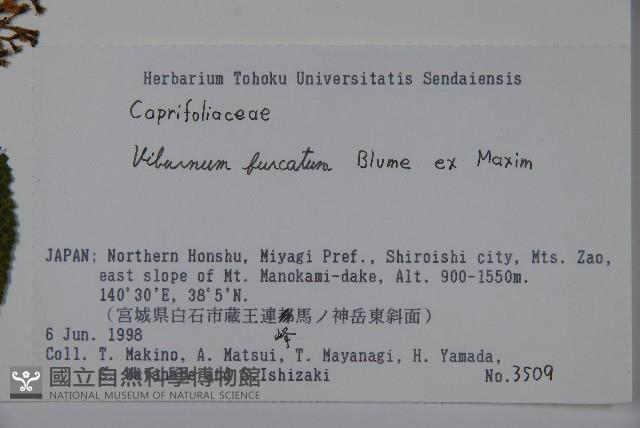 Herbarium Tohoku Universitatis Sendaiensis
Caprifoliaceae
Viburnum furcatum Blume ex Maxim
JAPAN; Northern Honshu, Miyagi Pref., Shiroishi city, Mts. Zao,
east slope of Mt. Manokami-dake, Alt. 900-1550m.
140°30'E, 38°5'N.
(宮城県白石市蔵王連馬ノ神岳東斜面)
峰
6 Jun. 1998
Coll. T. Makino, A. Matsui, T. Mayanagi, H. Yamada,
Ishizaki No.3509
國立自然科學博物館
NATIONAL MUSEUM OF NATURAL SCIENCE